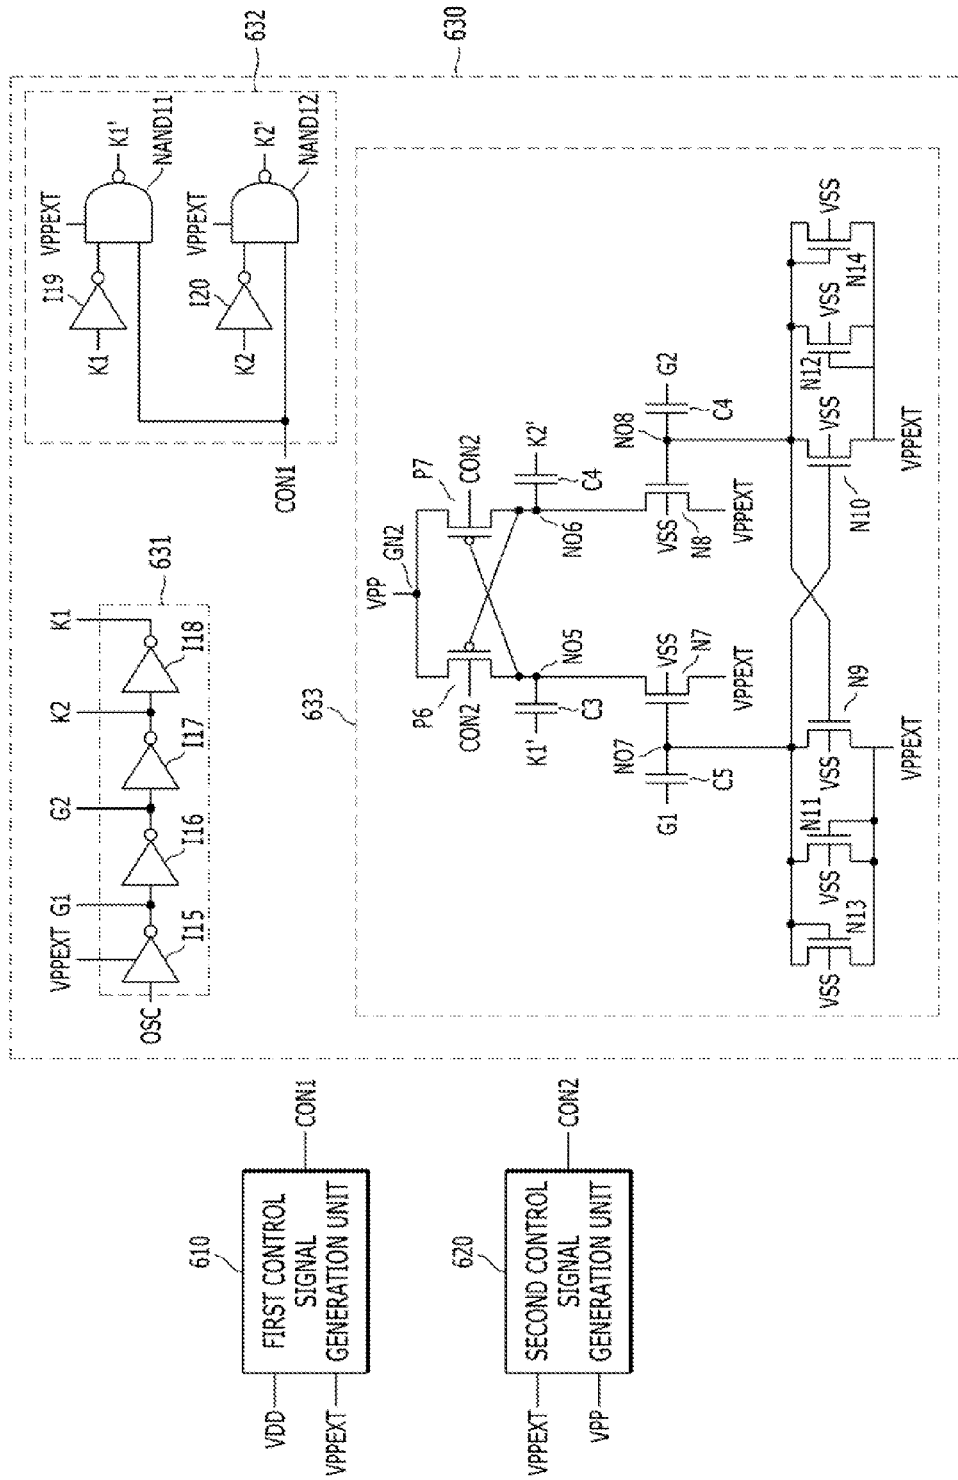 610
FIRST CONTROL
SIGNAL
GENERATION UNIT
VDD
VPPEXT
CON1
620
SECOND CONTROL
SIGNAL
GENERATION UNIT
VPPEXT
VPP
CON2
630
631
OSC
VPPEXT
G1
G2
K2
K1
I15
I16
I17
I18
632
K1
I19
VPPEXT
K1'
NAND11
K2
I20
VPPEXT
K2'
NAND12
CON1
633
VPP
GN2
P6
CON2
P7
CON2
K1'
C3
NO5
NO6
C4
K2'
G1
C5
NO7
VSS
N7
VPPEXT
VSS
N8
VPPEXT
NO8
C4
G2
VSS
N13
VSS
N11
VSS
N9
VPPEXT
N10
VSS
VPPEXT
N12
VSS
N14
VSS